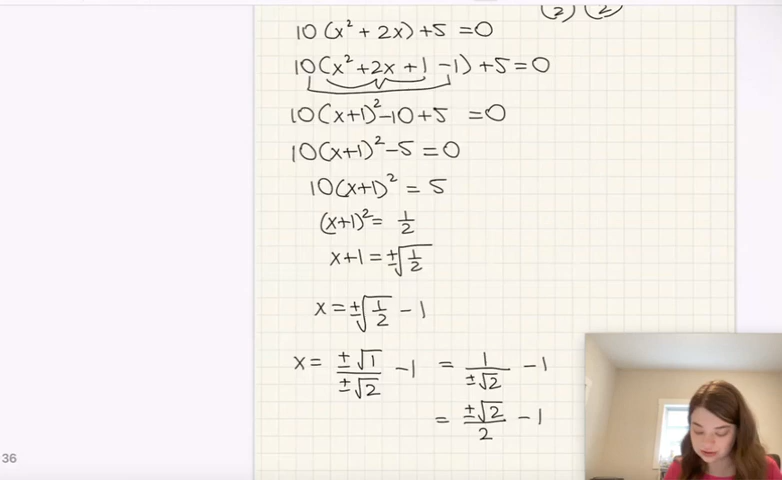 (2) (2)
10(x² + 2x) + 5 = 0
10(x² + 2x + 1 - 1) + 5 = 0
10(x+1)² - 10 + 5 = 0
10(x+1)² - 5 = 0
10(x+1)² = 5
(x+1)² = 1/2
x + 1 = ±√(1/2)
x = ±√(1/2) - 1
x = ±√1/±√2 - 1 = 1/±√2 - 1
= ±√2/2 - 1
36